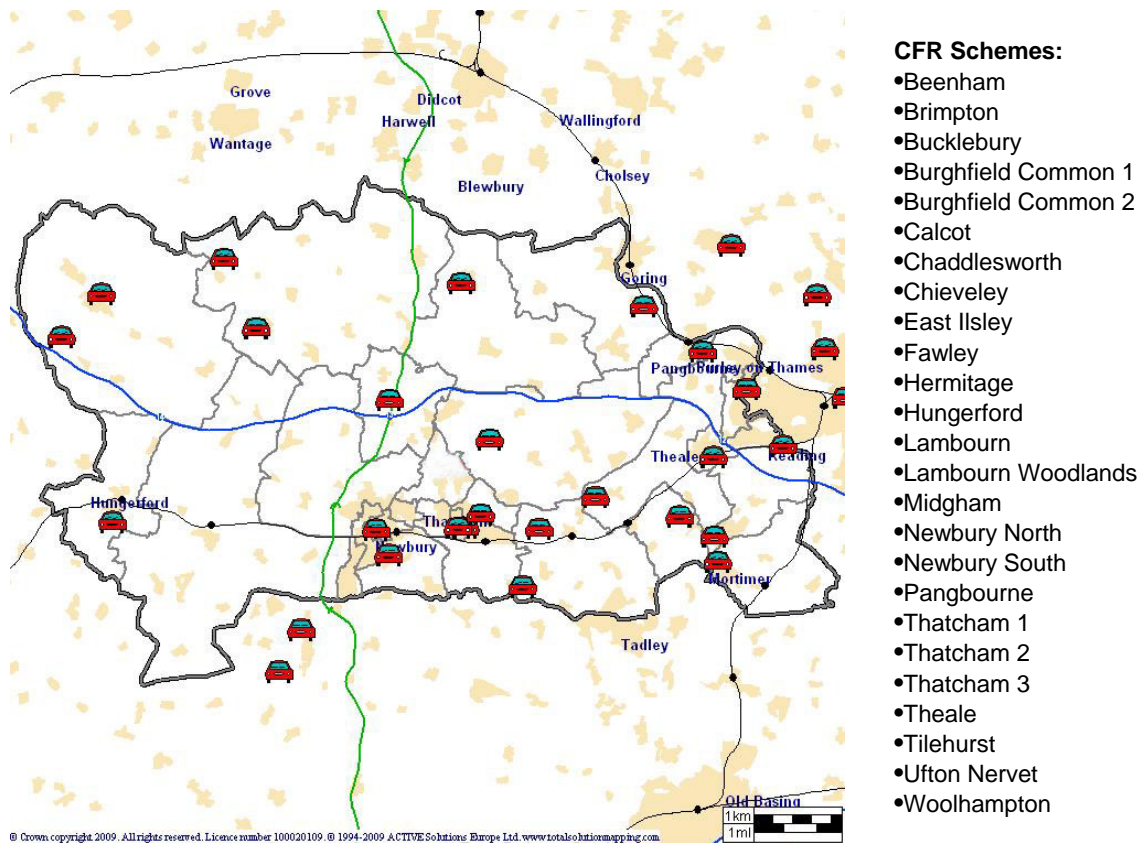 Grove
Didcot
Harwell
Wallingford
Wantage
Cholsey
Blewbury
Goring
Pangbourne
Purley on Thames
Theale
Reading
Hungerford
Newbury
Mortimer
Tadley
Old Basing
1km
1ml
© Crown copyright 2009. All rights reserved. Licence number 100020109. © 1994-2009 ACTIVE Solutions Europe Ltd. www.totalsolutionmapping.com
CFR Schemes:
•Beenham
•Brimpton
•Bucklebury
•Burghfield Common 1
•Burghfield Common 2
•Calcot
•Chaddlesworth
•Chieveley
•East Ilsley
•Fawley
•Hermitage
•Hungerford
•Lambourn
•Lambourn Woodlands
•Midgham
•Newbury North
•Newbury South
•Pangbourne
•Thatcham 1
•Thatcham 2
•Thatcham 3
•Theale
•Tilehurst
•Ufton Nervet
•Woolhampton